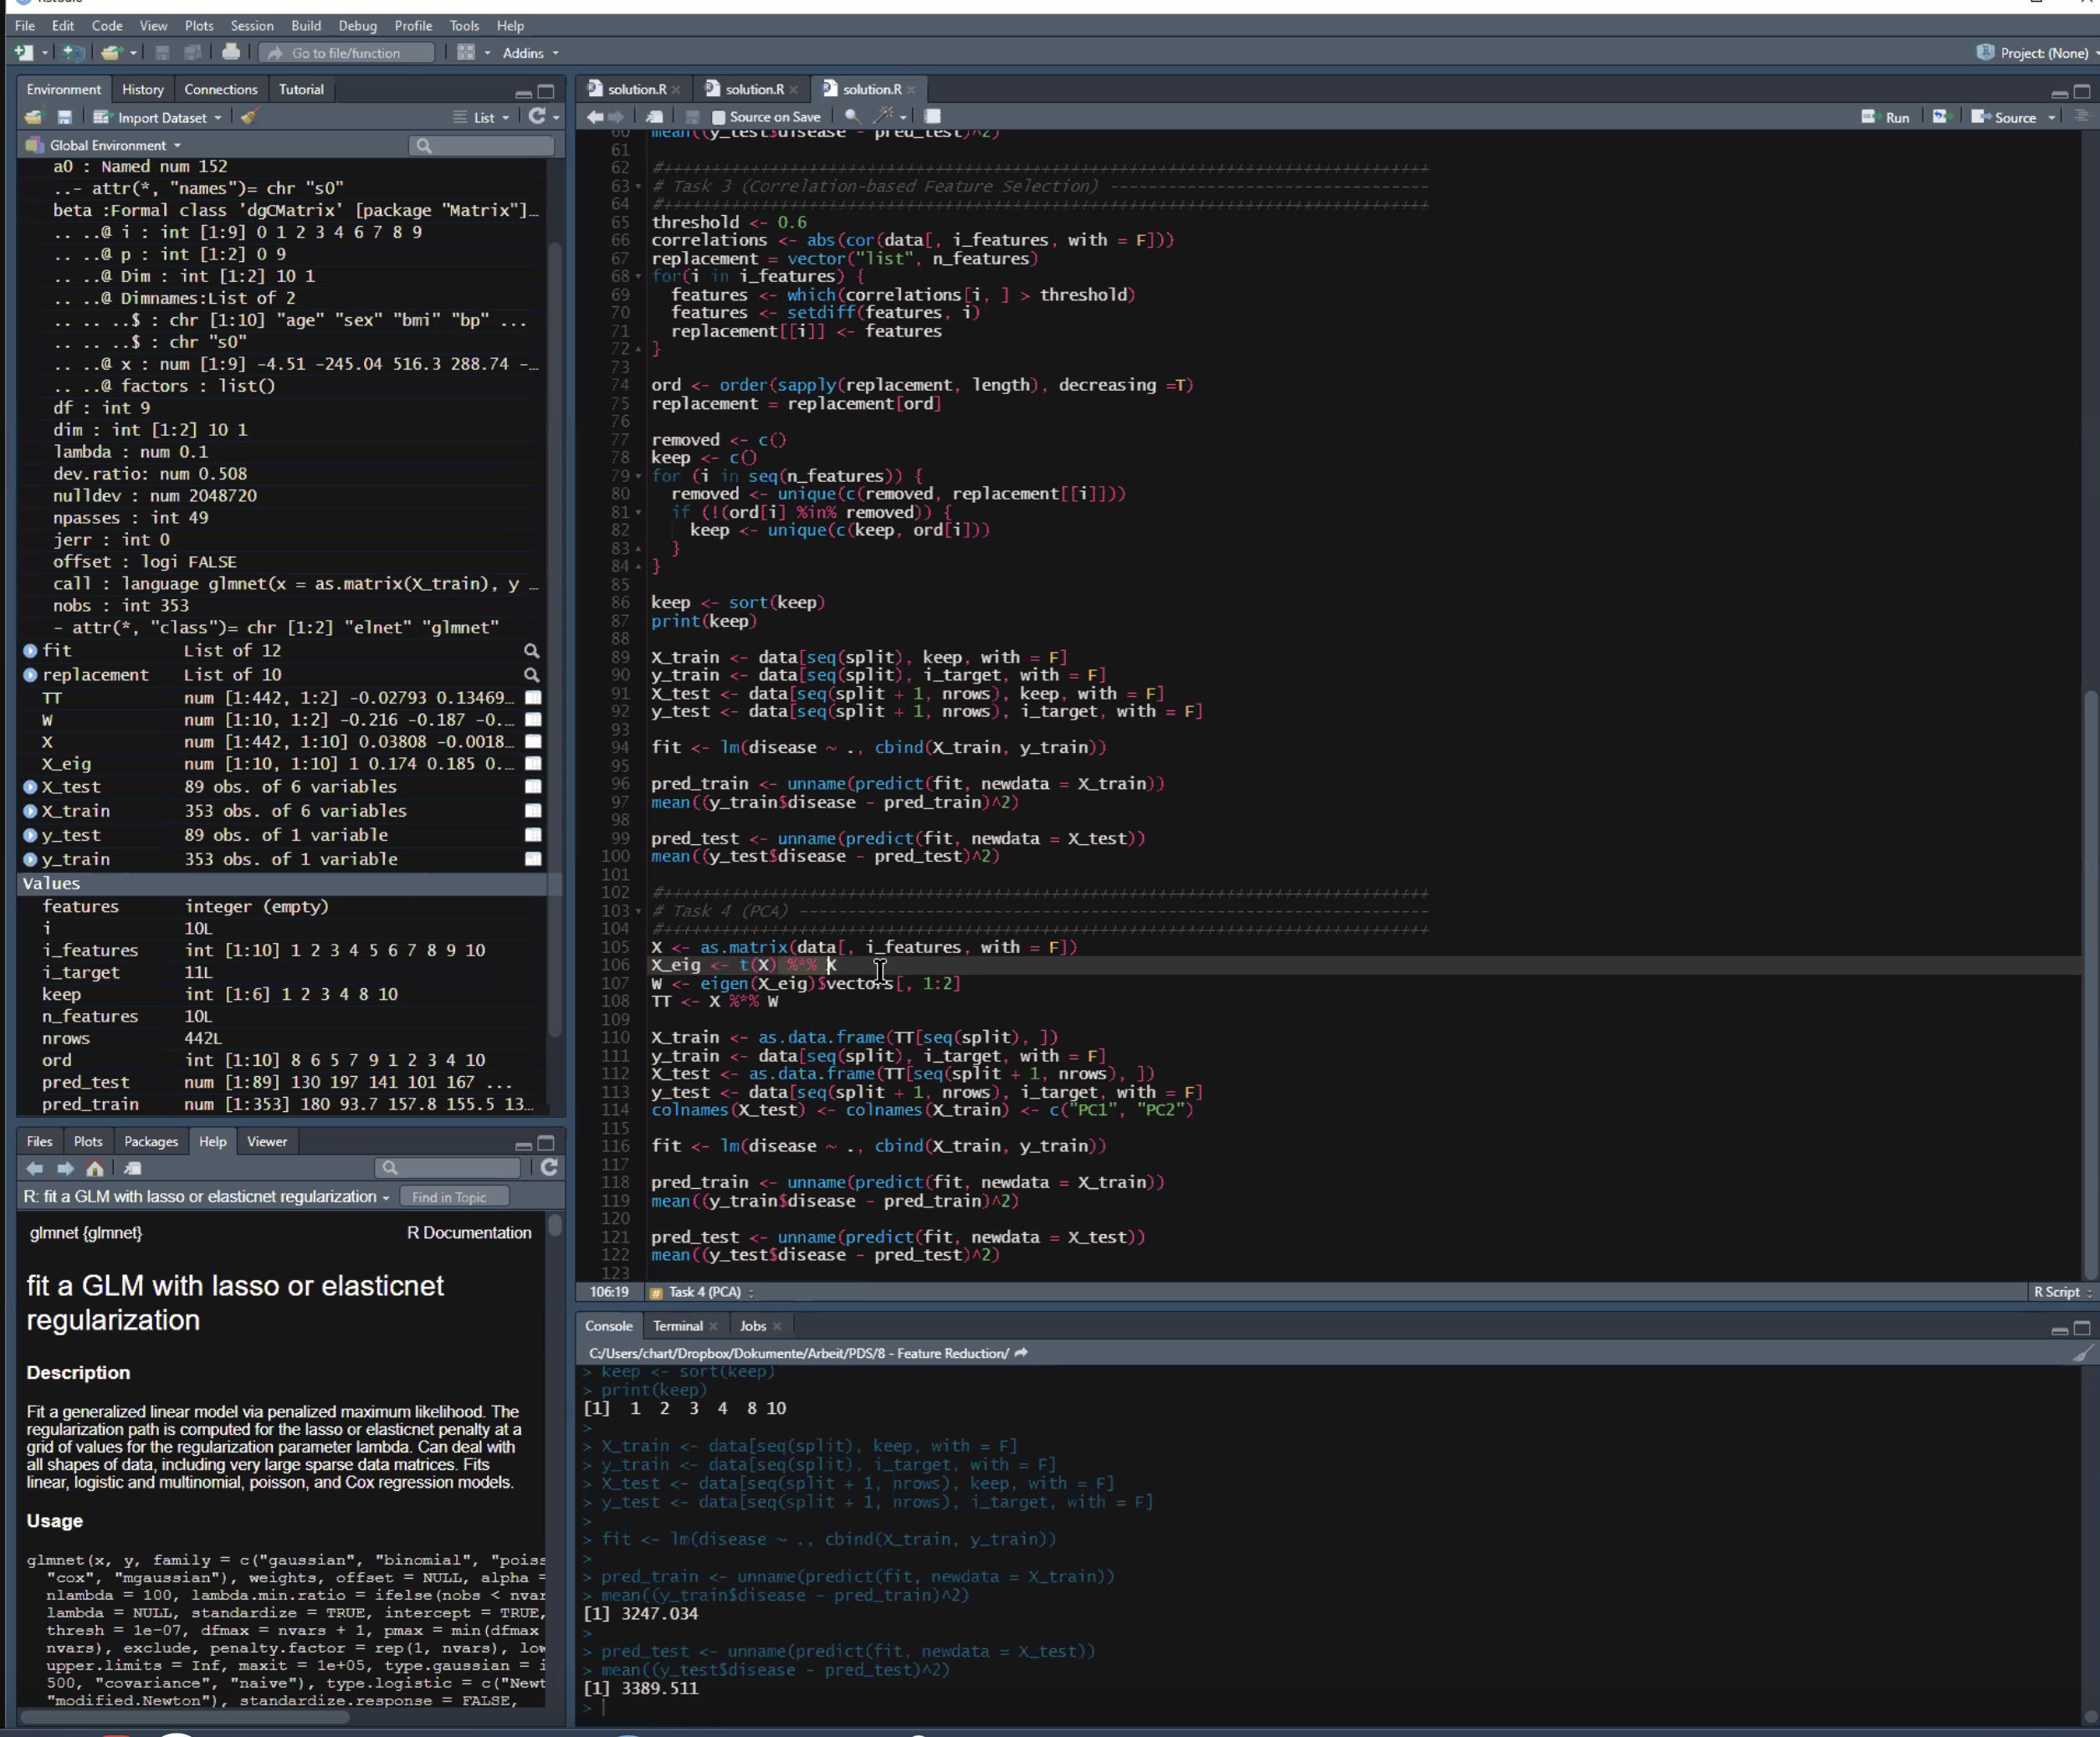 File Edit Code View Plots Session Build Debug Profile Tools Help
Go to file/function Addins Project: (None)
Environment History Connections Tutorial
Import Dataset List
Global Environment
a0 : Named num 152
..- attr(*, "names")= chr "s0"
beta :Formal class 'dgCMatrix' [package "Matrix"]…
.. ..@ i : int [1:9] 0 1 2 3 4 6 7 8 9
.. ..@ p : int [1:2] 0 9
.. ..@ Dim : int [1:2] 10 1
.. ..@ Dimnames:List of 2
.. .. ..$ : chr [1:10] "age" "sex" "bmi" "bp" ...
.. .. ..$ : chr "s0"
.. ..@ x : num [1:9] -4.51 -245.04 516.3 288.74 -…
.. ..@ factors : list()
df : int 9
dim : int [1:2] 10 1
lambda : num 0.1
dev.ratio: num 0.508
nulldev : num 2048720
npasses : int 49
jerr : int 0
offset : logi FALSE
call : language glmnet(x = as.matrix(X_train), y …
nobs : int 353
- attr(*, "class")= chr [1:2] "elnet" "glmnet"
fit List of 12
replacement List of 10
TT num [1:442, 1:2] -0.02793 0.13469…
W num [1:10, 1:2] -0.216 -0.187 -0.…
X num [1:442, 1:10] 0.03808 -0.0018…
X_eig num [1:10, 1:10] 1 0.174 0.185 0.…
X_test 89 obs. of 6 variables
X_train 353 obs. of 6 variables
y_test 89 obs. of 1 variable
y_train 353 obs. of 1 variable
Values
features integer (empty)
i 10L
i_features int [1:10] 1 2 3 4 5 6 7 8 9 10
i_target 11L
keep int [1:6] 1 2 3 4 8 10
n_features 10L
nrows 442L
ord int [1:10] 8 6 5 7 9 1 2 3 4 10
pred_test num [1:89] 130 197 141 101 167 ...
pred_train num [1:353] 180 93.7 157.8 155.5 13…
Files Plots Packages Help Viewer
R: fit a GLM with lasso or elasticnet regularization Find in Topic
glmnet {glmnet} R Documentation
fit a GLM with lasso or elasticnet
regularization
Description
Fit a generalized linear model via penalized maximum likelihood. The
regularization path is computed for the lasso or elasticnet penalty at a
grid of values for the regularization parameter lambda. Can deal with
all shapes of data, including very large sparse data matrices. Fits
linear, logistic and multinomial, poisson, and Cox regression models.
Usage
glmnet(x, y, family = c("gaussian", "binomial", "poiss
"cox", "mgaussian"), weights, offset = NULL, alpha =
nlambda = 100, lambda.min.ratio = ifelse(nobs < nvar
lambda = NULL, standardize = TRUE, intercept = TRUE,
thresh = 1e-07, dfmax = nvars + 1, pmax = min(dfmax
nvars), exclude, penalty.factor = rep(1, nvars), low
upper.limits = Inf, maxit = 1e+05, type.gaussian = i
500, "covariance", "naive"), type.logistic = c("Newt
"modified.Newton"), standardize.response = FALSE,
solution.R solution.R solution.R
Source on Save Run Source
60 mean((y_test$disease - pred_test)^2)
61
62 #++++++++++++++++++++++++++++++++++++++++++++++++++++++++++++++++++++++++++++++
63 # Task 3 (Correlation-based Feature Selection) ---------------------------------
64 #++++++++++++++++++++++++++++++++++++++++++++++++++++++++++++++++++++++++++++++
65 threshold <- 0.6
66 correlations <- abs(cor(data[, i_features, with = F]))
67 replacement = vector("list", n_features)
68 for(i in i_features) {
69 features <- which(correlations[i, ] > threshold)
70 features <- setdiff(features, i)
71 replacement[[i]] <- features
72 }
73
74 ord <- order(sapply(replacement, length), decreasing =T)
75 replacement = replacement[ord]
76
77 removed <- c()
78 keep <- c()
79 for (i in seq(n_features)) {
80 removed <- unique(c(removed, replacement[[i]]))
81 if (!(ord[i] %in% removed)) {
82 keep <- unique(c(keep, ord[i]))
83 }
84 }
85
86 keep <- sort(keep)
87 print(keep)
88
89 X_train <- data[seq(split), keep, with = F]
90 y_train <- data[seq(split), i_target, with = F]
91 X_test <- data[seq(split + 1, nrows), keep, with = F]
92 y_test <- data[seq(split + 1, nrows), i_target, with = F]
93
94 fit <- lm(disease ~ ., cbind(X_train, y_train))
95
96 pred_train <- unname(predict(fit, newdata = X_train))
97 mean((y_train$disease - pred_train)^2)
98
99 pred_test <- unname(predict(fit, newdata = X_test))
100 mean((y_test$disease - pred_test)^2)
101
102 #++++++++++++++++++++++++++++++++++++++++++++++++++++++++++++++++++++++++++++++
103 # Task 4 (PCA) -----------------------------------------------------------------
104 #++++++++++++++++++++++++++++++++++++++++++++++++++++++++++++++++++++++++++++++
105 X <- as.matrix(data[, i_features, with = F])
106 X_eig <- t(X) %*% X
107 W <- eigen(X_eig)$vectors[, 1:2]
108 TT <- X %*% W
109
110 X_train <- as.data.frame(TT[seq(split), ])
111 y_train <- data[seq(split), i_target, with = F]
112 X_test <- as.data.frame(TT[seq(split + 1, nrows), ])
113 y_test <- data[seq(split + 1, nrows), i_target, with = F]
114 colnames(X_test) <- colnames(X_train) <- c("PC1", "PC2")
115
116 fit <- lm(disease ~ ., cbind(X_train, y_train))
117
118 pred_train <- unname(predict(fit, newdata = X_train))
119 mean((y_train$disease - pred_train)^2)
120
121 pred_test <- unname(predict(fit, newdata = X_test))
122 mean((y_test$disease - pred_test)^2)
123
106:19 # Task 4 (PCA) R Script
Console Terminal Jobs
C:/Users/chart/Dropbox/Dokumente/Arbeit/PDS/8 - Feature Reduction/
> keep <- sort(keep)
> print(keep)
[1] 1 2 3 4 8 10
>
> X_train <- data[seq(split), keep, with = F]
> y_train <- data[seq(split), i_target, with = F]
> X_test <- data[seq(split + 1, nrows), keep, with = F]
> y_test <- data[seq(split + 1, nrows), i_target, with = F]
>
> fit <- lm(disease ~ ., cbind(X_train, y_train))
>
> pred_train <- unname(predict(fit, newdata = X_train))
> mean((y_train$disease - pred_train)^2)
[1] 3247.034
>
> pred_test <- unname(predict(fit, newdata = X_test))
> mean((y_test$disease - pred_test)^2)
[1] 3389.511
>